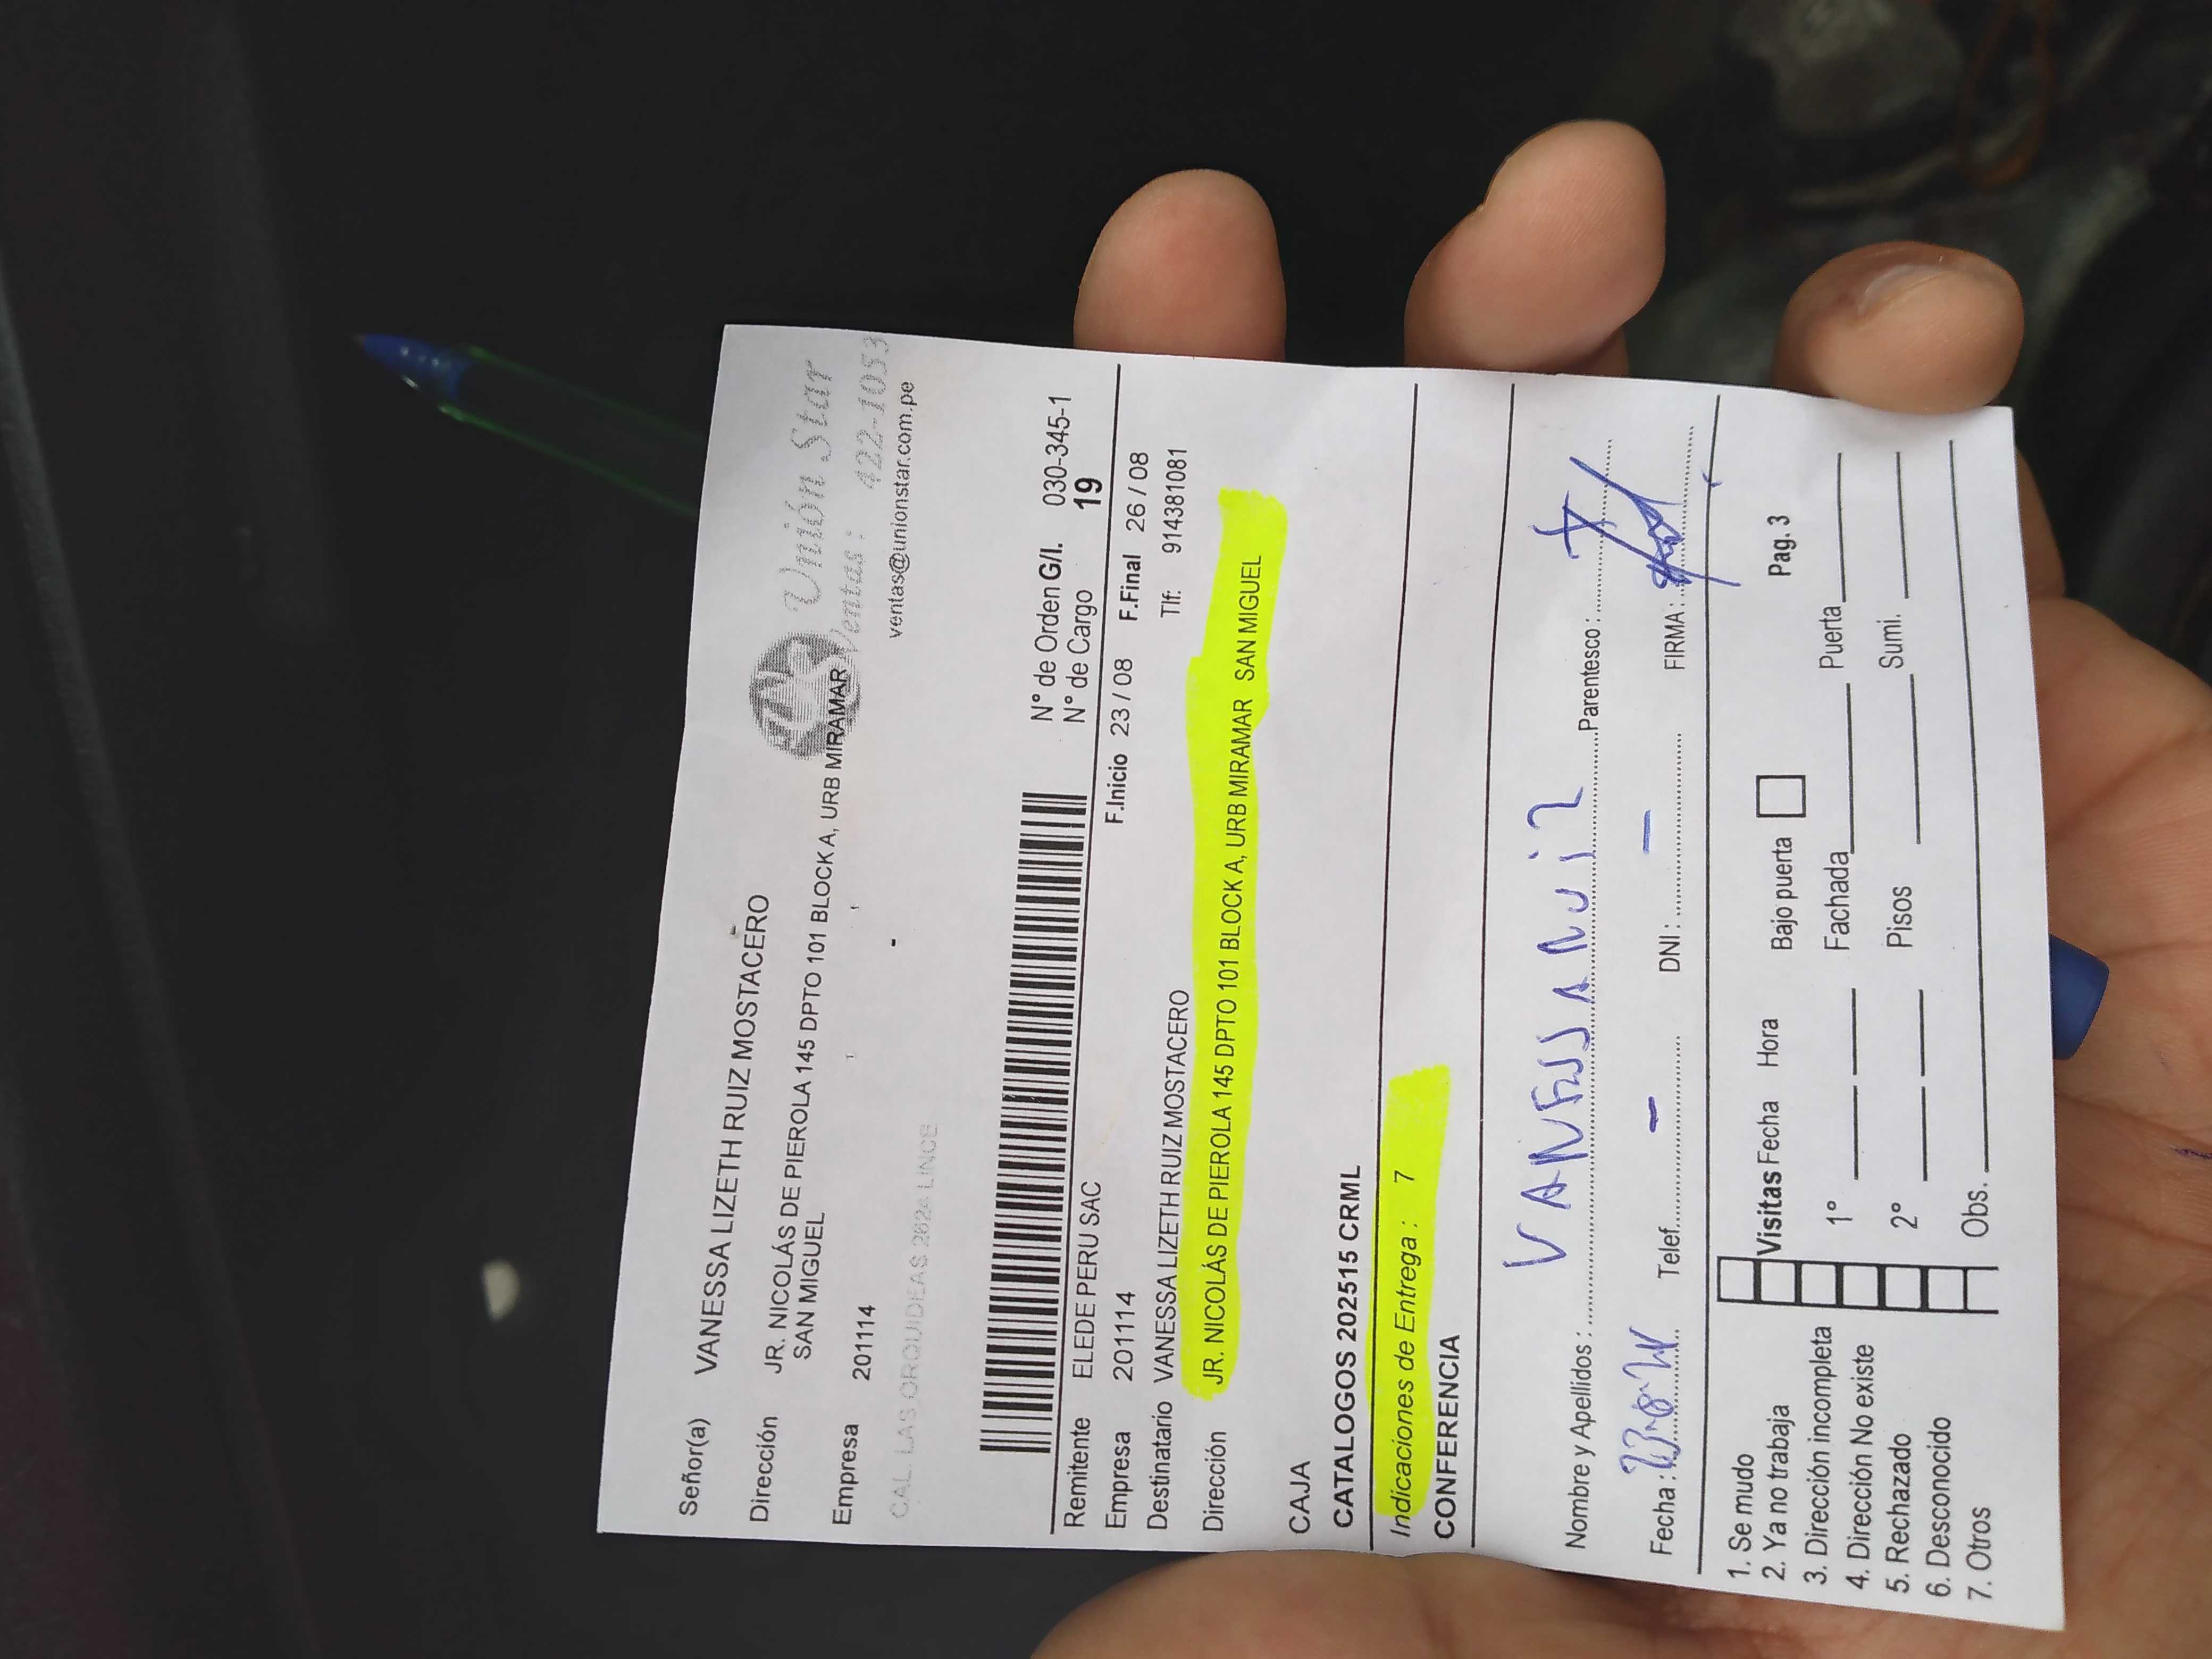 Unión Star
Ventas: 422-1053
ventas@unionstar.com.pe
Señor(a) VANESSA LIZETH RUIZ MOSTACERO
Dirección JR. NICOLÁS DE PIEROLA 145 DPTO 101 BLOCK A, URB MIRAMAR
SAN MIGUEL
Empresa 201114
CAL. LAS ORQUIDEAS 2624 LINCE
N° de Orden G/I. 030-345-1
N° de Cargo 19
Remitente ELEDE PERU SAC F.Inicio 23 / 08 F.Final 26 / 08
Empresa 201114 Tlf: 914381081
Destinatario VANESSA LIZETH RUIZ MOSTACERO
Dirección JR. NICOLÁS DE PIEROLA 145 DPTO 101 BLOCK A, URB MIRAMAR SAN MIGUEL
CAJA
CATALOGOS 202515 CRML
Indicaciones de Entrega : 7
CONFERENCIA
Nombre y Apellidos : VANESSA RUIZ Parentesco :
Fecha : Telef. - DNI : - FIRMA :
1. Se mudo
2. Ya no trabaja
3. Dirección incompleta
4. Dirección No existe
5. Rechazado
6. Desconocido
7. Otros
Visitas Fecha Hora Bajo puerta Pag. 3
1° Fachada Puerta
2° Pisos Sumi.
Obs.